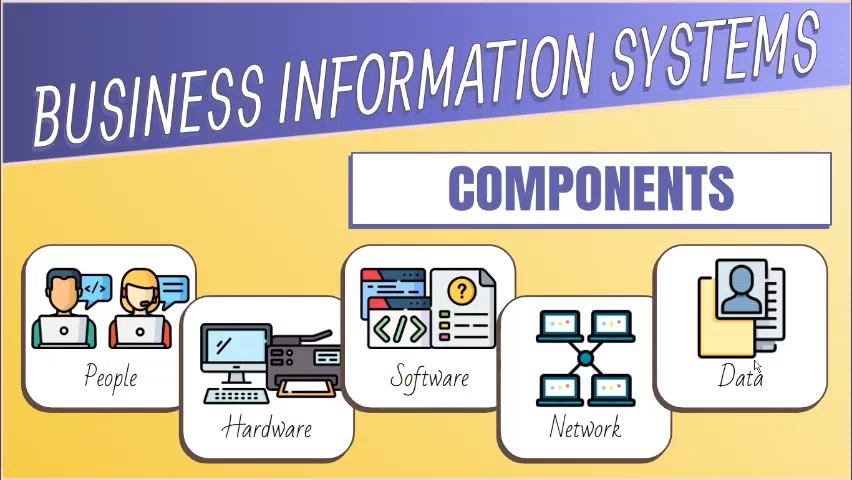 BUSINESS INFORMATION SYSTEMS
COMPONENTS
</>
?
</>
People
Hardware
Software
Network
Data